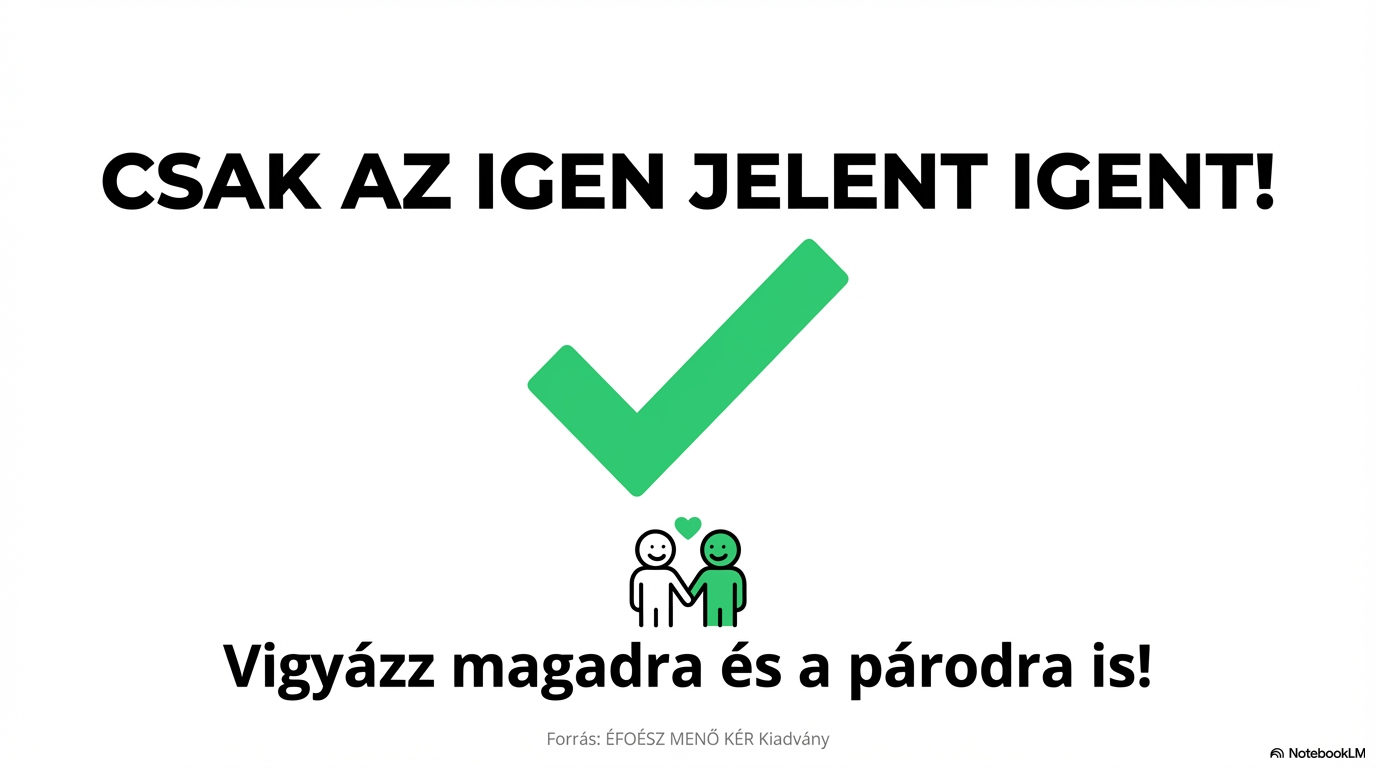 CSAK AZ IGEN JELENT IGENT!
Vigyázz magadra és a párodra is!
Forrás: ÉFOÉSZ MENŐ KÉR Kiadvány
NotebookLM